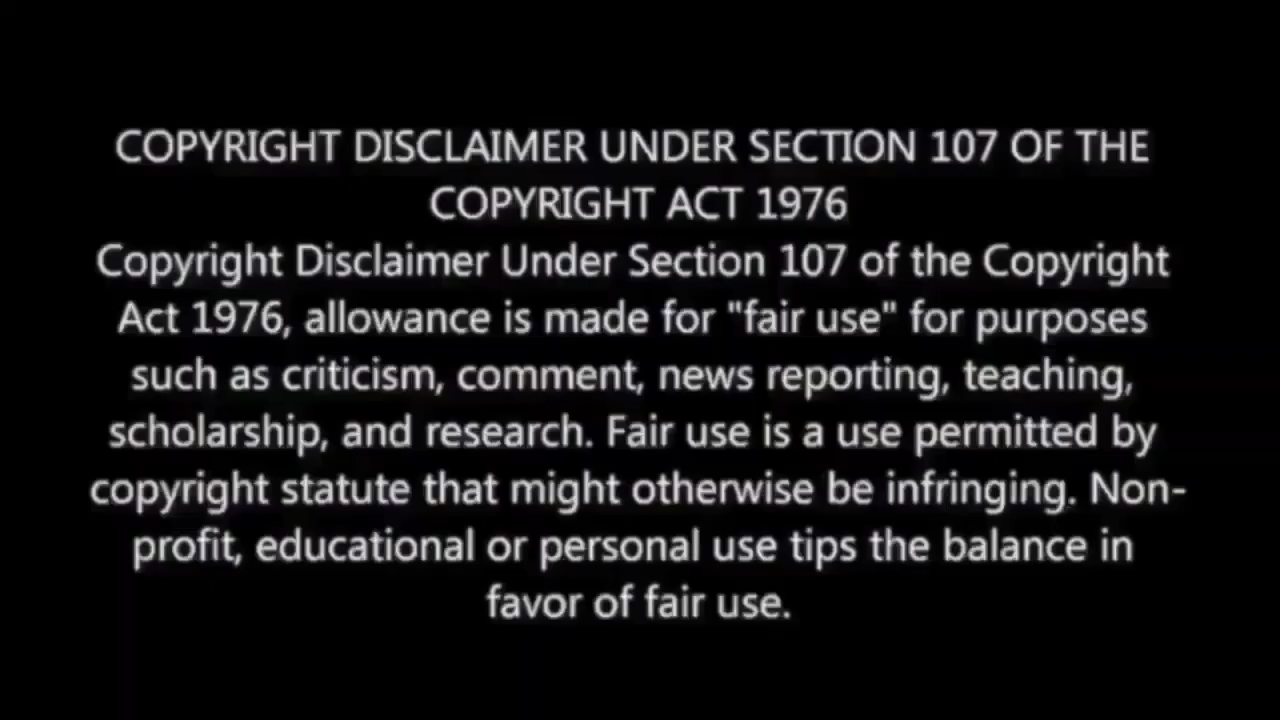 COPYRIGHT DISCLAIMER UNDER SECTION 107 OF THE
COPYRIGHT ACT 1976
Copyright Disclaimer Under Section 107 of the Copyright
Act 1976, allowance is made for "fair use" for purposes
such as criticism, comment, news reporting, teaching,
scholarship, and research. Fair use is a use permitted by
copyright statute that might otherwise be infringing. Non-
profit, educational or personal use tips the balance in
favor of fair use.